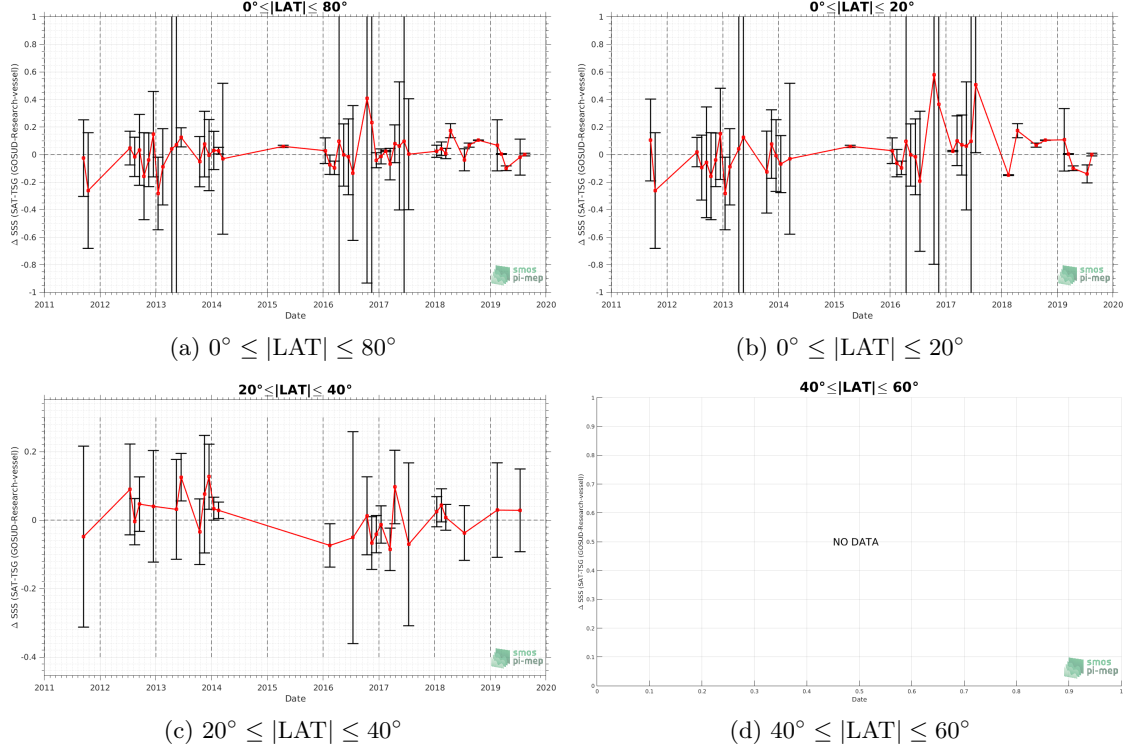 0°≤|LAT|≤ 80°
Δ SSS (SAT-TSG (GOSUD-Research-vessel))
1
0.8
0.6
0.4
0.2
0
-0.2
-0.4
-0.6
-0.8
-1
2011 2012 2013 2014 2015 2016 2017 2018 2019 2020
Date
smos
pi-mep
(a) 0° ≤ |LAT| ≤ 80°
0°≤|LAT|≤ 20°
Δ SSS (SAT-TSG (GOSUD-Research-vessel))
1
0.8
0.6
0.4
0.2
0
-0.2
-0.4
-0.6
-0.8
-1
2011 2012 2013 2014 2015 2016 2017 2018 2019 2020
Date
smos
pi-mep
(b) 0° ≤ |LAT| ≤ 20°
20°≤|LAT|≤ 40°
Δ SSS (SAT-TSG (GOSUD-Research-vessel))
0.2
0
-0.2
-0.4
2011 2012 2013 2014 2015 2016 2017 2018 2019 2020
Date
smos
pi-mep
(c) 20° ≤ |LAT| ≤ 40°
40°≤|LAT|≤ 60°
Δ SSS (SAT-TSG (GOSUD-Research-vessel))
1
0.9
0.8
0.7
0.6
0.5
0.4
0.3
0.2
0.1
0
NO DATA
0 0.1 0.2 0.3 0.4 0.5 0.6 0.7 0.8 0.9 1
Date
smos
pi-mep
(d) 40° ≤ |LAT| ≤ 60°